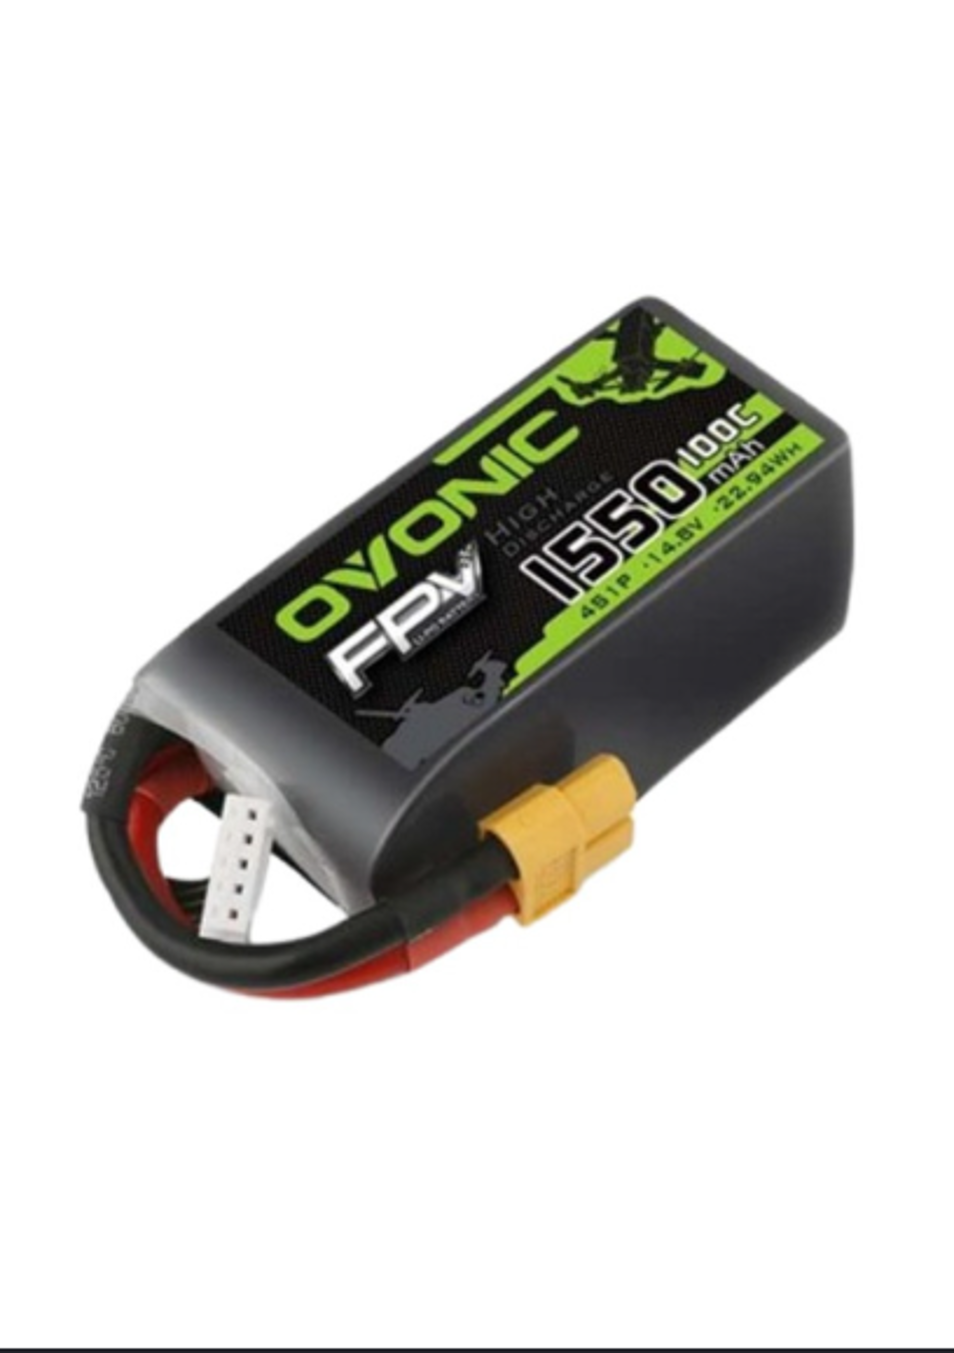 OVONIC
HIGH
DISCHARGE
FPV
1550
100C
mAh
4S1P ·14.8V ·22.94WH